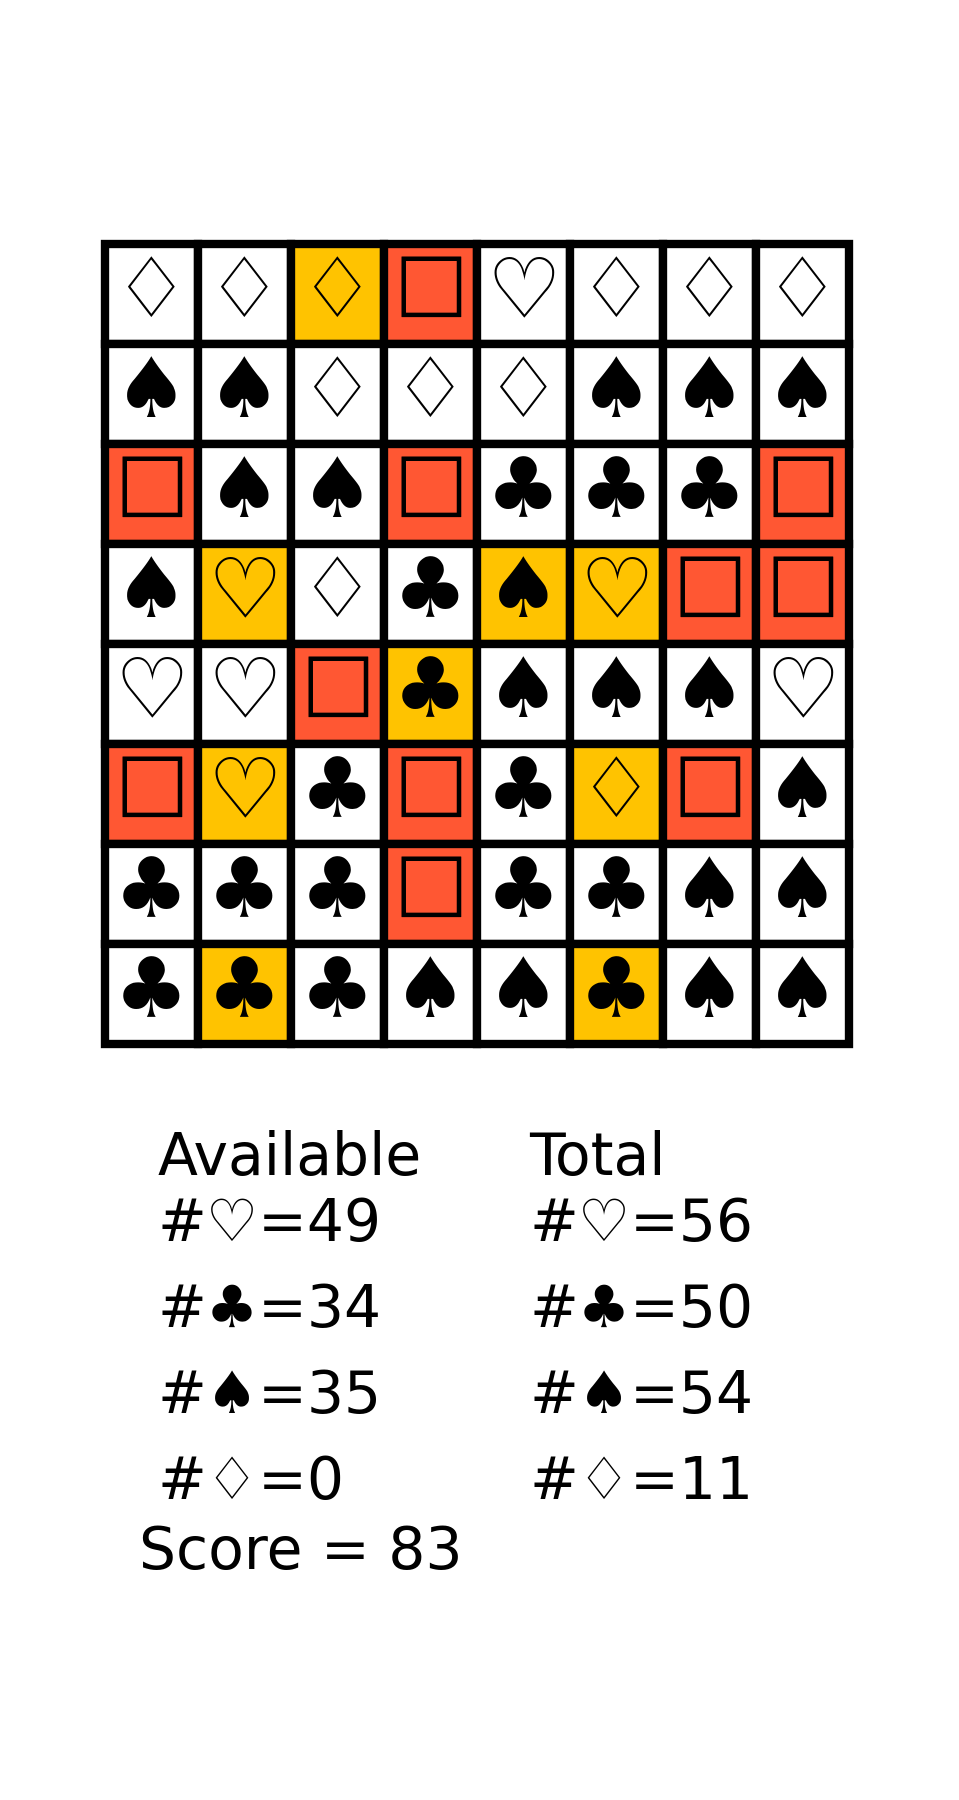 ♢ ♢ ♢ □ ♡ ♢ ♢ ♢
♠ ♠ ♢ ♢ ♢ ♠ ♠ ♠
□ ♠ ♠ □ ♣ ♣ ♣ □
♠ ♡ ♢ ♣ ♠ ♡ □ □
♡ ♡ □ ♣ ♠ ♠ ♠ ♡
□ ♡ ♣ □ ♣ ♢ □ ♠
♣ ♣ ♣ □ ♣ ♣ ♠ ♠
♣ ♣ ♣ ♠ ♠ ♣ ♠ ♠
Available Total
#♡=49 #♡=56
#♣=34 #♣=50
#♠=35 #♠=54
#♢=0 #♢=11
Score = 83